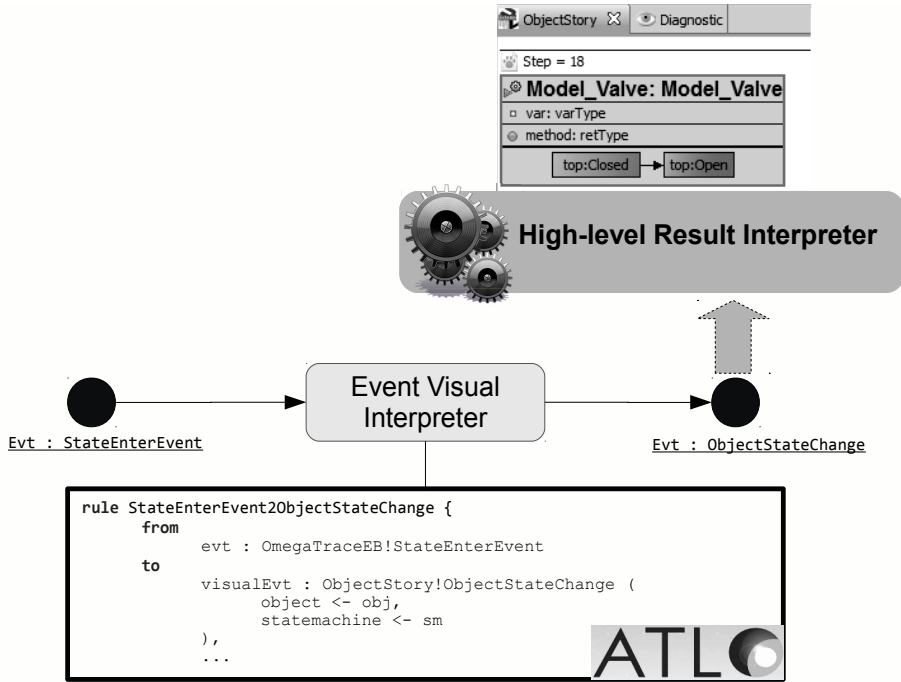 ObjectStory Diagnostic
Step = 18
Model_Valve: Model_Valve
var: varType
method: retType
top:Closed top:Open
High-level Result Interpreter
Event Visual
Interpreter
Evt : StateEnterEvent
Evt : ObjectStateChange
rule StateEnterEvent2ObjectStateChange {
from
evt : OmegaTraceEB!StateEnterEvent
to
visualEvt : ObjectStory!ObjectStateChange (
object <- obj,
statemachine <- sm
),
...
ATL